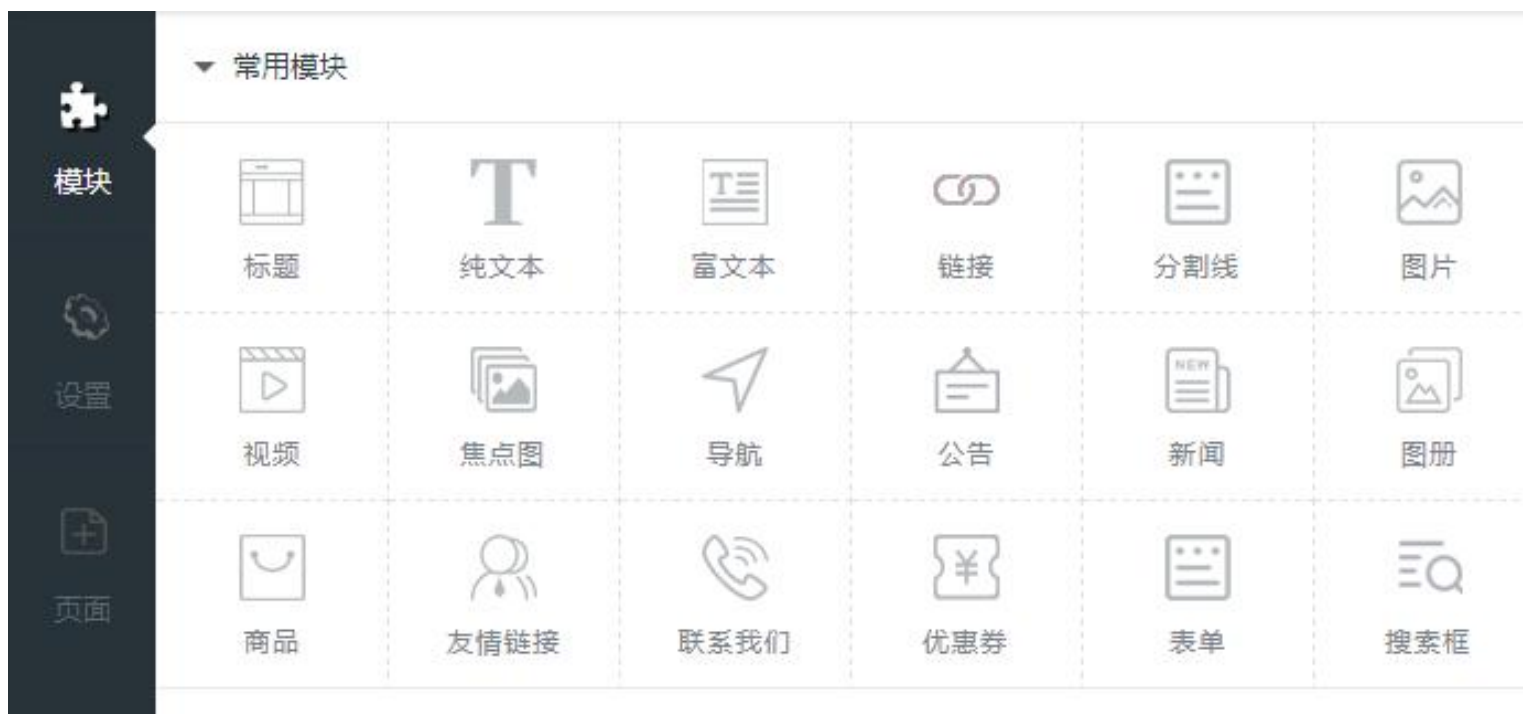 常用模块
模块
标题 纯文本 富文本 链接 分割线 图片
设置
视频 焦点图 导航 公告 新闻 图册
页面
商品 友情链接 联系我们 优惠券 表单 搜索框
T
T
NEW
¥